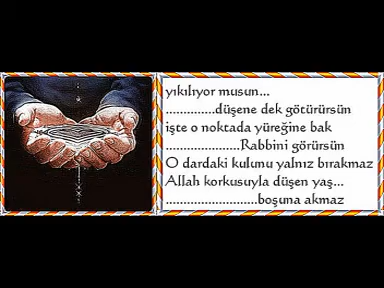 yıkılıyor musun...
...............düşene dek götürürsün
işte o noktada yüreğine bak
......................Rabbini görürsün
O dardaki kulunu yalnız bırakmaz
Allah korkusuyla düşen yaş...
...........................boşuna akmaz